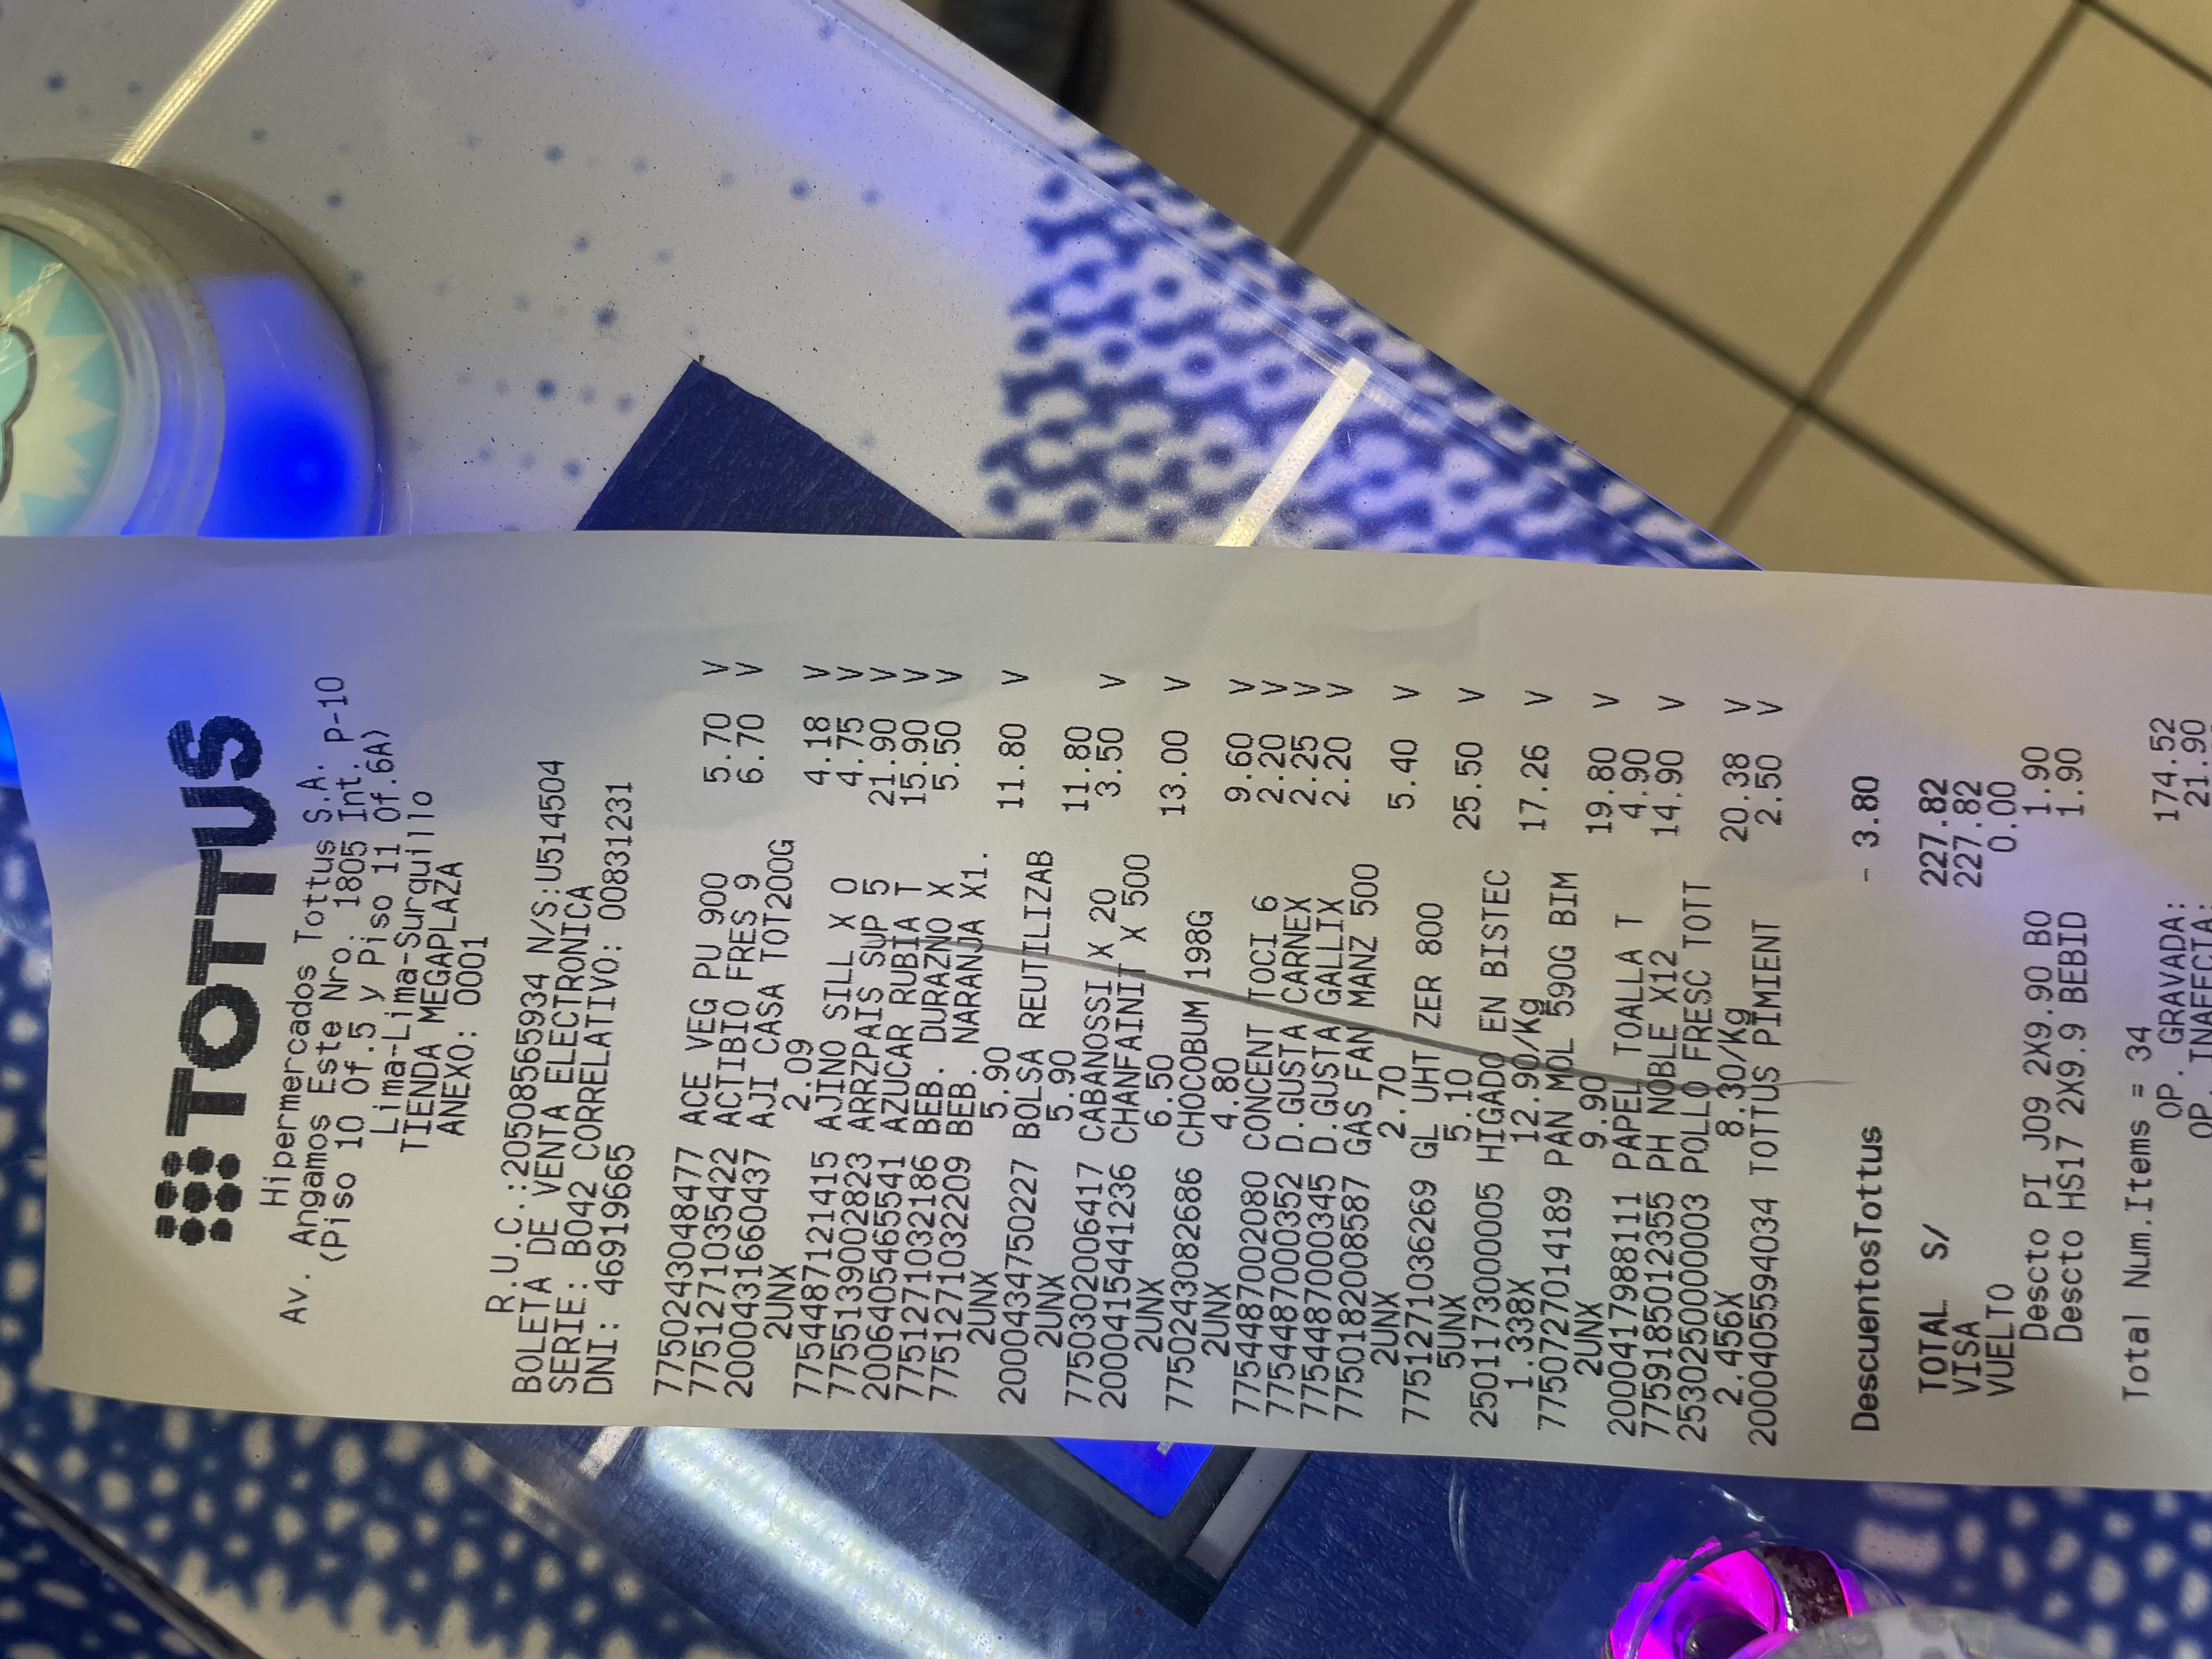 TOTTUS
Hipermercados Tottus S.A.
Av. Angamos Este Nro. 1805 Int. P-10
(Piso 10 Of.5 y Piso 11 Of.6A)
Lima-Lima-Surquillo
TIENDA MEGAPLAZA
ANEXO: 0001
R.U.C.:20508565934 N/S:U514504
BOLETA DE VENTA ELECTRONICA
SERIE: B042 CORRELATIVO: 00831231
DNI: 46919665
7750243048477 ACE VEG PU 900 5.70 V
7751271035422 ACTIBIO FRES 9 6.70 V
2000431660437 AJI CASA TOT200G
2UNX 2.09 4.18 V
7754487121415 AJINO SILL X O 4.75 V
7755139002823 ARRZPAIS SUP 5 21.90 V
2006405465541 AZUCAR RUBIA T 15.90 V
7751271032186 BEB. DURAZNO X 5.50 V
7751271032209 BEB. NARANJA X1.
2UNX 5.90 11.80 V
2000434750227 BOLSA REUTILIZAB
2UNX 5.90 11.80
7750302006417 CABANOSSI X 20 3.50 V
2000415441236 CHANFAINIT X 500
2UNX 6.50 13.00 V
7750243082686 CHOCOBUM 198G
2UNX 4.80 9.60 V
7754487002080 CONCENT TOCI 6 2.20 V
7754487000352 D.GUSTA CARNEX 2.25 V
7754487000345 D.GUSTA GALLIX 2.20 V
7750182008587 GAS FAN MANZ 500
2UNX 2.70 5.40 V
7751271036269 GL UHT ZER 800
5UNX 5.10 25.50 V
2501173000005 HIGADO EN BISTEC
1.338X 12.90/Kg 17.26 V
7750727014189 PAN MOL 590G BIM
2UNX 9.90 19.80 V
2000417988111 PAPEL TOALLA T 4.90
7759185012355 PH NOBLE X12 14.90 V
2530250000003 POLLO FRESC TOTT
2.456X 8.30/Kg 20.38 V
2000405594034 TOTTUS PIMIENT 2.50 V
DescuentosTottus - 3.80
TOTAL S/ 227.82
VISA 227.82
VUELTO 0.00
Descto PI J09 2X9.90 BO 1.90
Descto HS17 2X9.9 BEBID 1.90
Total Num.Items = 34
OP. GRAVADA: 174.52
OP. INAFECTA: 21.90